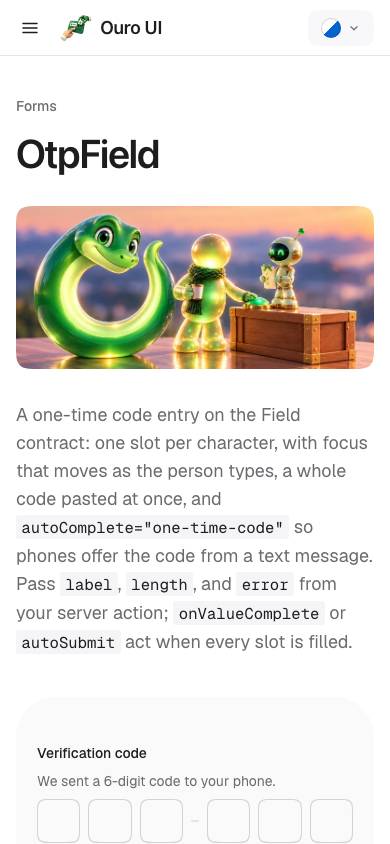 Ouro UI
Forms
OtpField
A one-time code entry on the Field
contract: one slot per character, with focus
that moves as the person types, a whole
code pasted at once, and
autoComplete="one-time-code" so
phones offer the code from a text message.
Pass label, length, and error from
your server action; onValueComplete or
autoSubmit act when every slot is filled.
Verification code
We sent a 6-digit code to your phone.